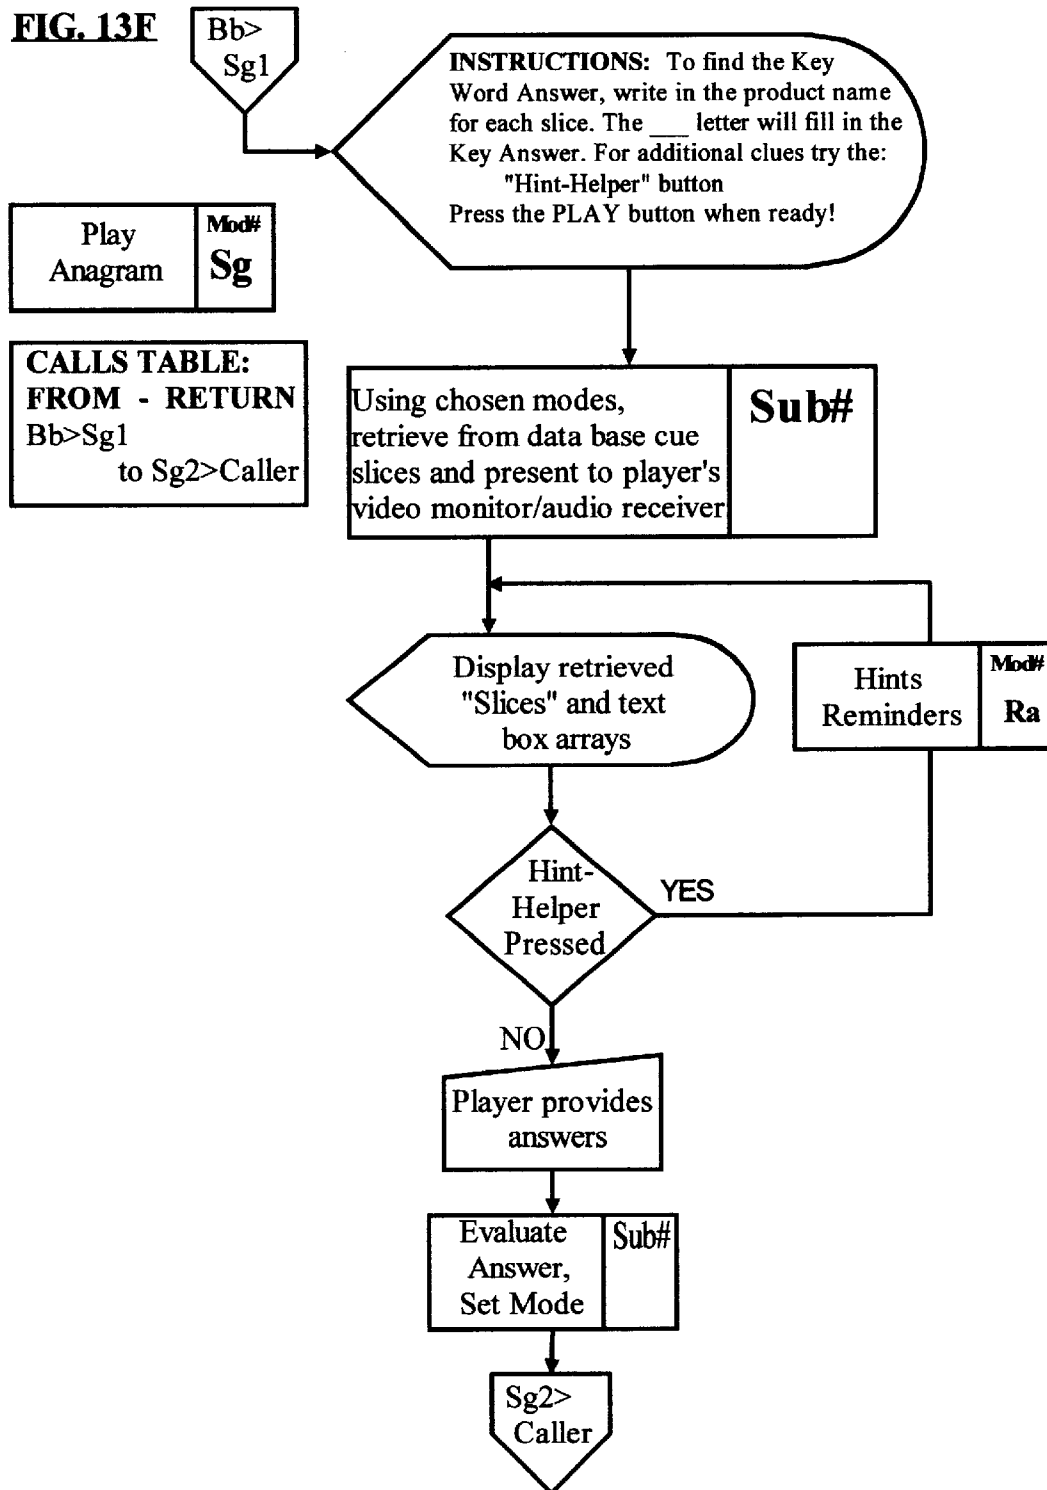 FIG. 13F
Bb>
Sg1
INSTRUCTIONS: To find the Key
Word Answer, write in the product name
for each slice. The ___ letter will fill in the
Key Answer. For additional clues try the:
"Hint-Helper" button
Press the PLAY button when ready!
Play
Anagram
Mod#
Sg
CALLS TABLE:
FROM - RETURN
Bb>Sg1
to Sg2>Caller
Using chosen modes,
retrieve from data base cue
slices and present to player's
video monitor/audio receiver
Sub#
Display retrieved
"Slices" and text
box arrays
Hints
Reminders
Mod#
Ra
Hint-
Helper
Pressed
YES
NO
Player provides
answers
Evaluate
Answer,
Set Mode
Sub#
Sg2>
Caller